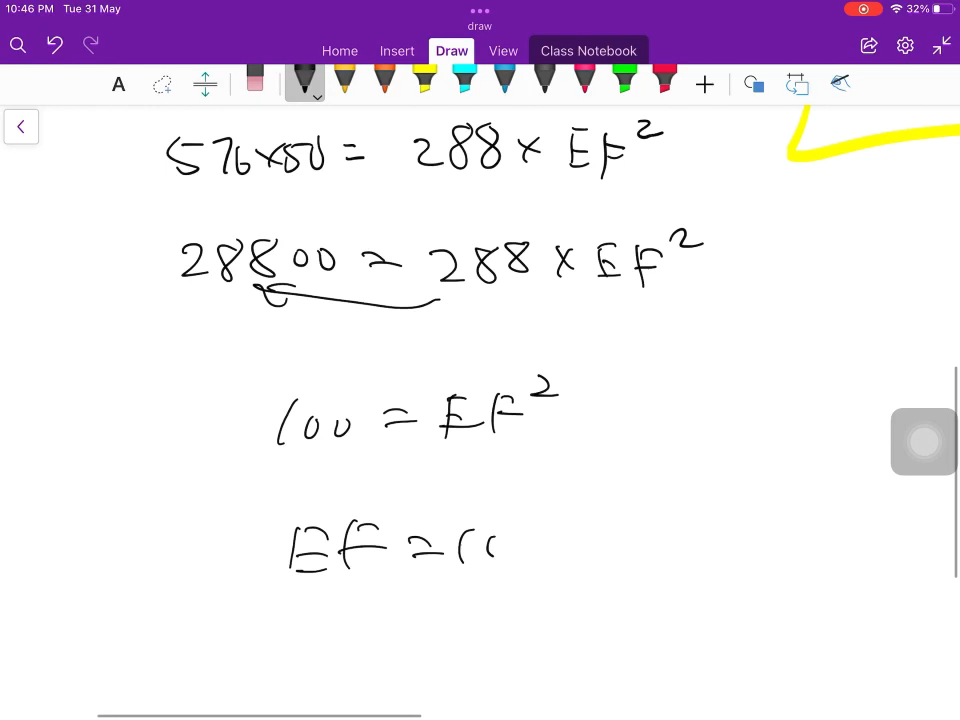 10:46 PM Tue 31 May
32%
draw
Home Insert Draw View Class Notebook
A
576×50 = 288 × EF²
28800 = 288 × EF²
100 = EF²
EF = 1